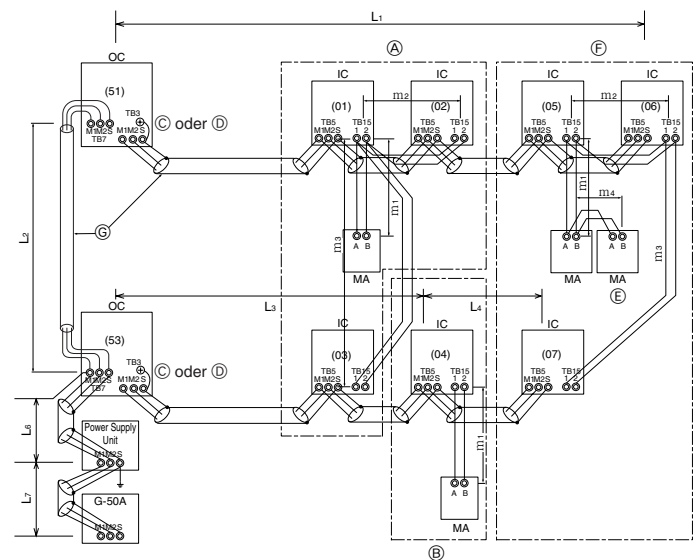 L1
OC
(51)
TB3
M1M2S
TB7
M1M2S
Ⓒ oder Ⓓ
Ⓐ
IC
(01)
TB5
M1M2S
TB15
1 2
m2
IC
(02)
TB5
M1M2S
TB15
1 2
Ⓕ
IC
(05)
TB5
M1M2S
TB15
1 2
m2
IC
(06)
TB5
M1M2S
TB15
1 2
L2
Ⓖ
m3
m1
A B
MA
m1
m4
A B
MA
A B
MA
Ⓔ
m3
L3
L4
OC
(53)
TB3
M1M2S
TB7
M1M2S
Ⓒ oder Ⓓ
IC
(03)
TB5
M1M2S
TB15
1 2
IC
(04)
TB5
M1M2S
TB15
1 2
IC
(07)
TB5
M1M2S
TB15
1 2
L6
Power Supply
Unit
M1M2S
m1
L7
G-50A
M1M2S
A B
MA
Ⓑ